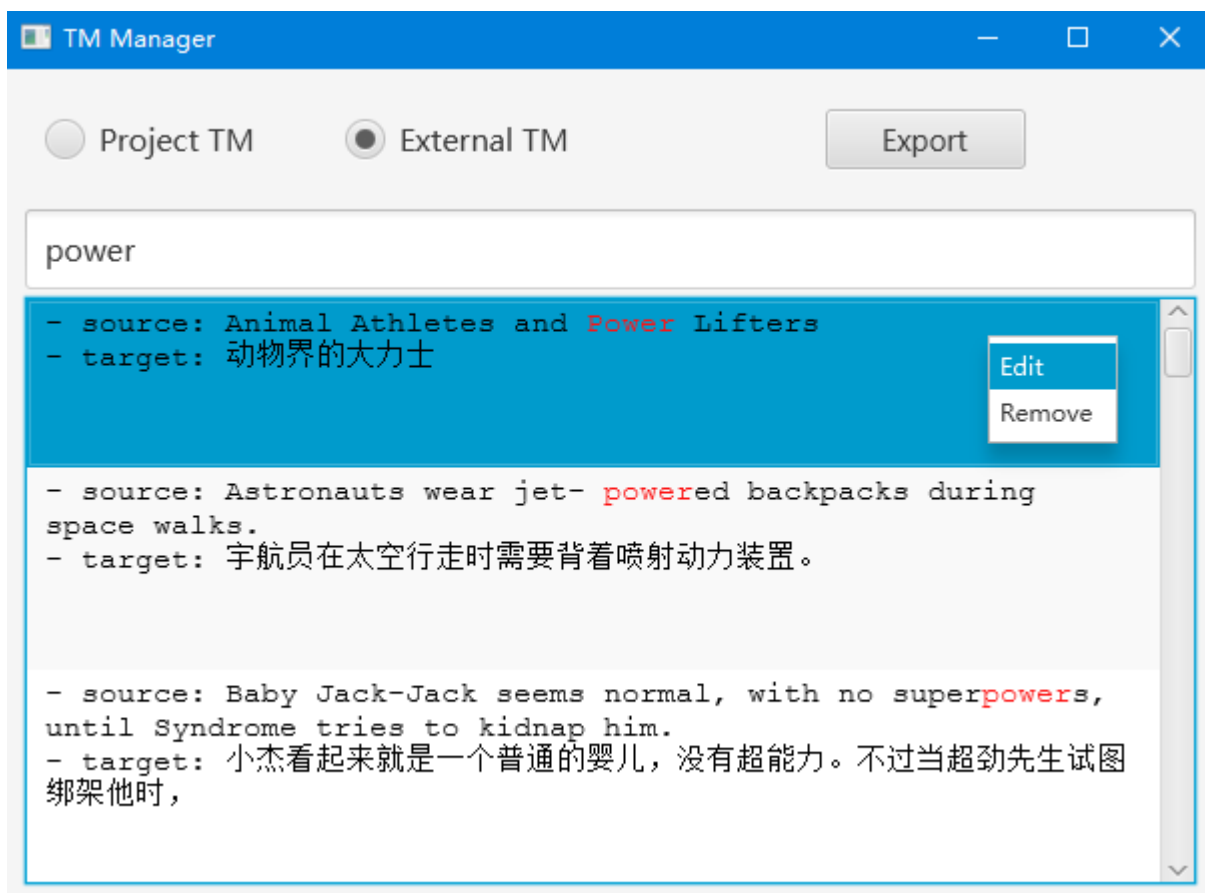 TM Manager
Project TM
External TM
Export
power
- source: Animal Athletes and Power Lifters
- target: 动物界的大力士
Edit
Remove
- source: Astronauts wear jet- powered backpacks during
space walks.
- target: 宇航员在太空行走时需要背着喷射动力装置。
- source: Baby Jack-Jack seems normal, with no superpowers,
until Syndrome tries to kidnap him.
- target: 小杰看起来就是一个普通的婴儿，没有超能力。不过当超劲先生试图
绑架他时，